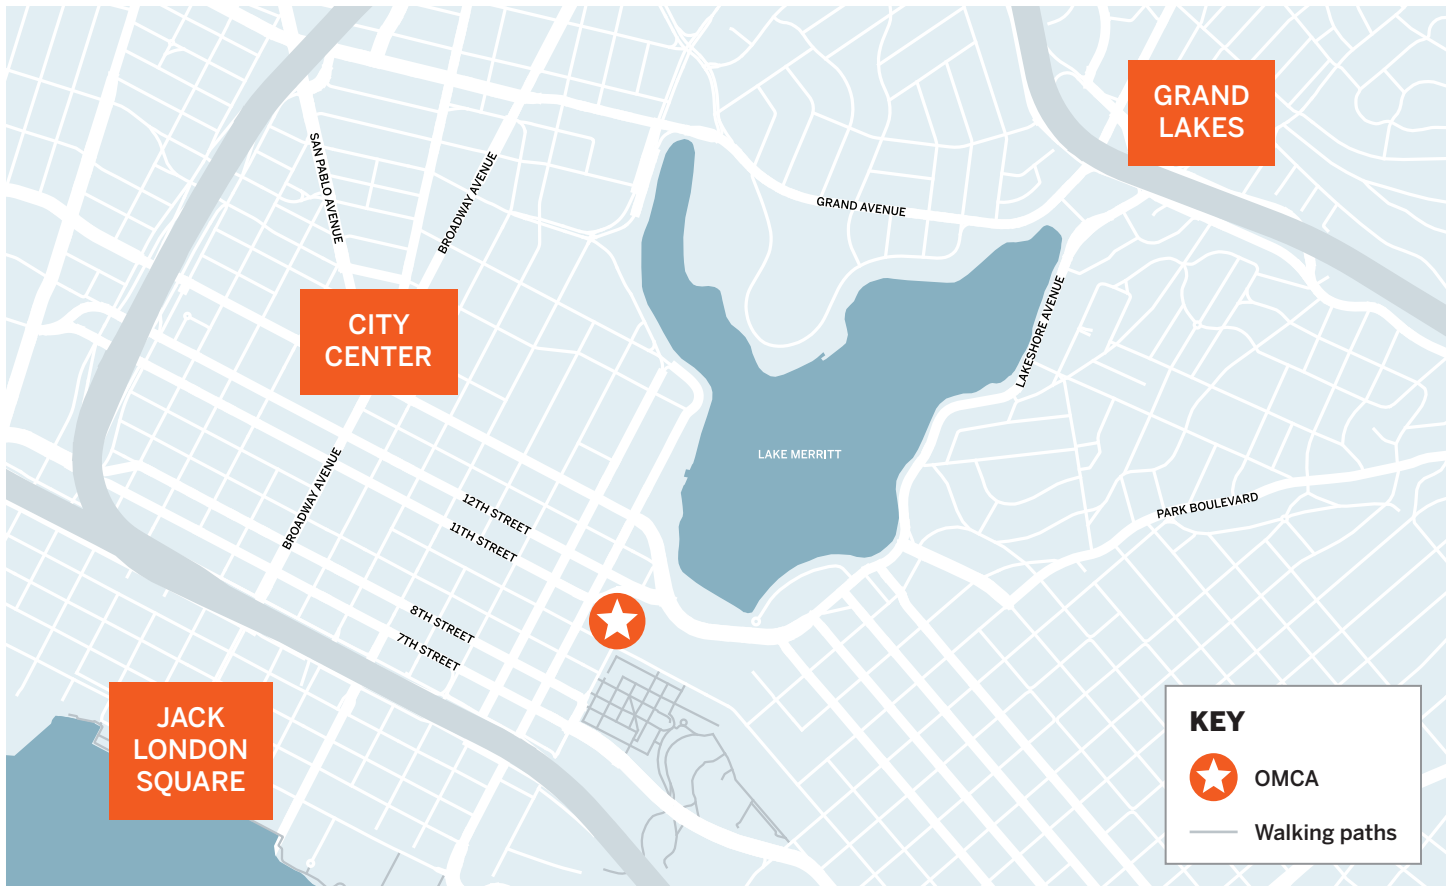 GRAND
LAKES
SAN PABLO AVENUE
BROADWAY AVENUE
GRAND AVENUE
CITY
CENTER
LAKESHORE AVENUE
LAKE MERRITT
BROADWAY AVENUE
12TH STREET
11TH STREET
PARK BOULEVARD
8TH STREET
7TH STREET
JACK
LONDON
SQUARE
KEY
OMCA
Walking paths